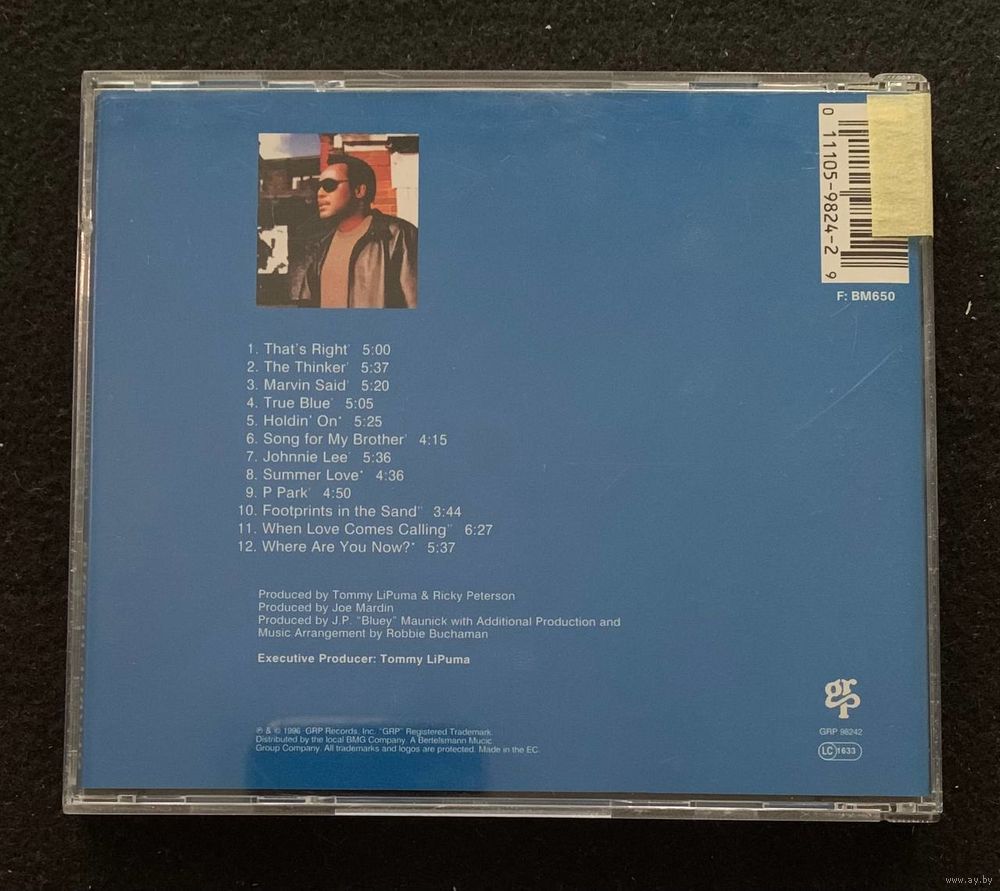 0 11105-9824-2 9
F: BM650
1. That's Right' 5:00
2. The Thinker' 5:37
3. Marvin Said' 5:20
4. True Blue' 5:05
5. Holdin' On* 5:25
6. Song for My Brother' 4:15
7. Johnnie Lee' 5:36
8. Summer Love* 4:36
9. P Park' 4:50
10. Footprints in the Sand" 3:44
11. When Love Comes Calling" 6:27
12. Where Are You Now?* 5:37
Produced by Tommy LiPuma & Ricky Peterson
Produced by Joe Mardin
Produced by J.P. "Bluey" Maunick with Additional Production and
Music Arrangement by Robbie Buchaman
Executive Producer: Tommy LiPuma
℗ & © 1996 GRP Records, Inc. "GRP" Registered Trademark.
Distributed by the local BMG Company. A Bertelsmann Music
Group Company. All trademarks and logos are protected. Made in the EC.
grp
GRP 98242
LC 1633
www.ay.by